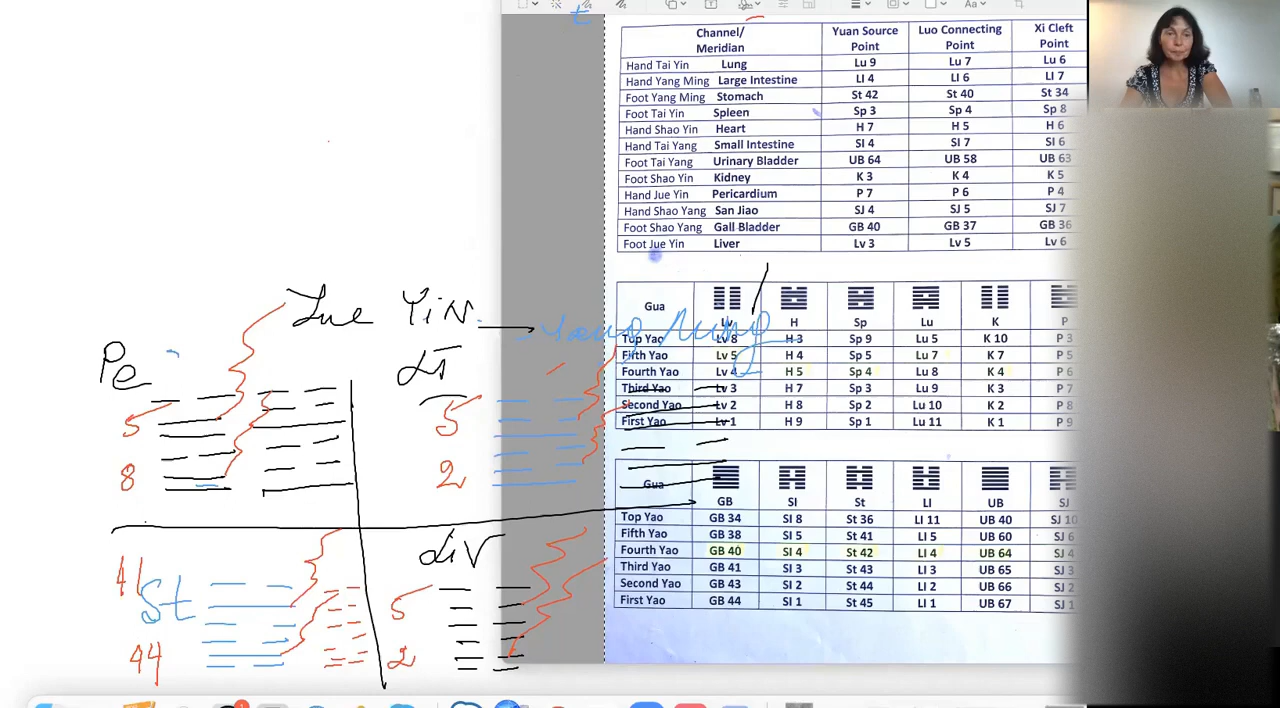 Channel/ Meridian Yuan Source Point Luo Connecting Point Xi Cleft Point
Hand Tai Yin Lung Lu 9 Lu 7 Lu 6
Hand Yang Ming Large Intestine LI 4 LI 6 LI 7
Foot Yang Ming Stomach St 42 St 40 St 34
Foot Tai Yin Spleen Sp 3 Sp 4 Sp 8
Hand Shao Yin Heart H 7 H 5 H 6
Hand Tai Yang Small Intestine SI 4 SI 7 SI 6
Foot Tai Yang Urinary Bladder UB 64 UB 58 UB 63
Foot Shao Yin Kidney K 3 K 4 K 5
Hand Jue Yin Pericardium P 7 P 6 P 4
Hand Shao Yang San Jiao SJ 4 SJ 5 SJ 7
Foot Shao Yang Gall Bladder GB 40 GB 37 GB 36
Foot Jue Yin Liver Lv 3 Lv 5 Lv 6
Jue YiN
Yang Ming
Gua Lv H Sp Lu K P
Top Yao Lv 8 H 3 Sp 9 Lu 5 K 10 P 3
Fifth Yao Lv 5 H 4 Sp 5 Lu 7 K 7 P 5
Fourth Yao Lv 4 H 5 Sp 4 Lu 8 K 4 P 6
Third Yao Lv 3 H 7 Sp 3 Lu 9 K 3 P 7
Second Yao Lv 2 H 8 Sp 2 Lu 10 K 2 P 8
First Yao Lv 1 H 9 Sp 1 Lu 11 K 1 P 9
Pe
5
8
5
2
Gua GB SI St LI UB SJ
Top Yao GB 34 SI 8 St 36 LI 11 UB 40 SJ 10
Fifth Yao GB 38 SI 5 St 41 LI 5 UB 60 SJ 6
Fourth Yao GB 40 SI 4 St 42 LI 4 UB 64 SJ 4
Third Yao GB 41 SI 3 St 43 LI 3 UB 65 SJ 3
Second Yao GB 43 SI 2 St 44 LI 2 UB 66 SJ 2
First Yao GB 44 SI 1 St 45 LI 1 UB 67 SJ 1
41
St
44
5
2